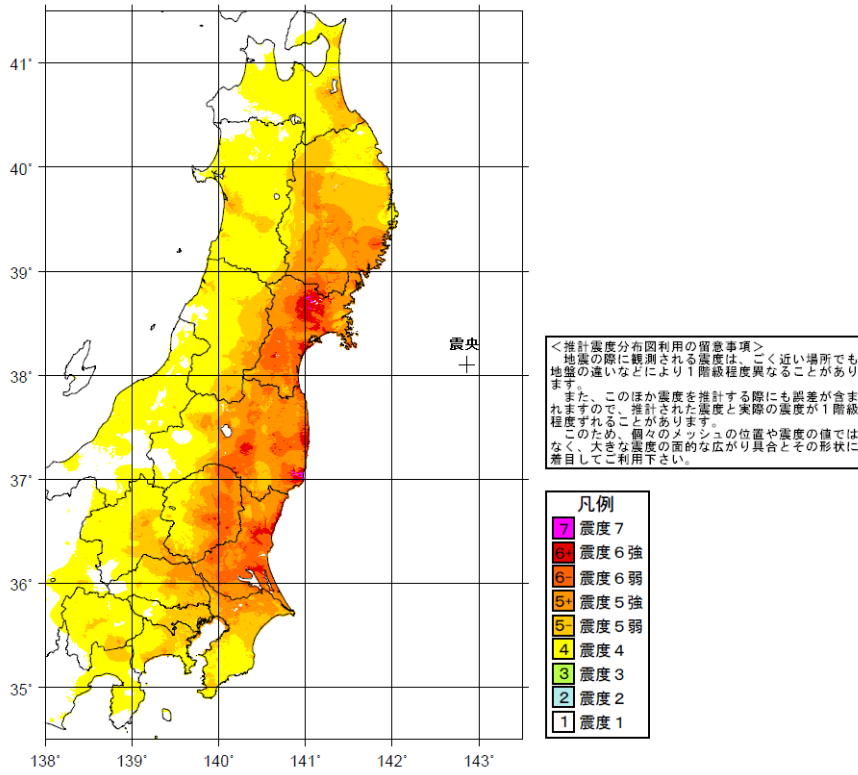 41°
40°
39°
38°
37°
36°
35°
138°
139°
140°
141°
142°
143°
震央
＜推計震度分布図利用の留意事項＞
地震の際に観測される震度は、ごく近い場所でも
地盤の違いなどにより１階級程度異なることがあり
ます。
また、このほか震度を推計する際にも誤差が含ま
れますので、推計された震度と実際の震度が１階級
程度ずれることがあります。
このため、個々のメッシュの位置や震度の値では
なく、大きな震度の面的な広がり具合とその形状に
着目してご利用下さい。
凡例
7 震度７
6+ 震度６強
6- 震度６弱
5+ 震度５強
5- 震度５弱
4 震度４
3 震度３
2 震度２
1 震度１